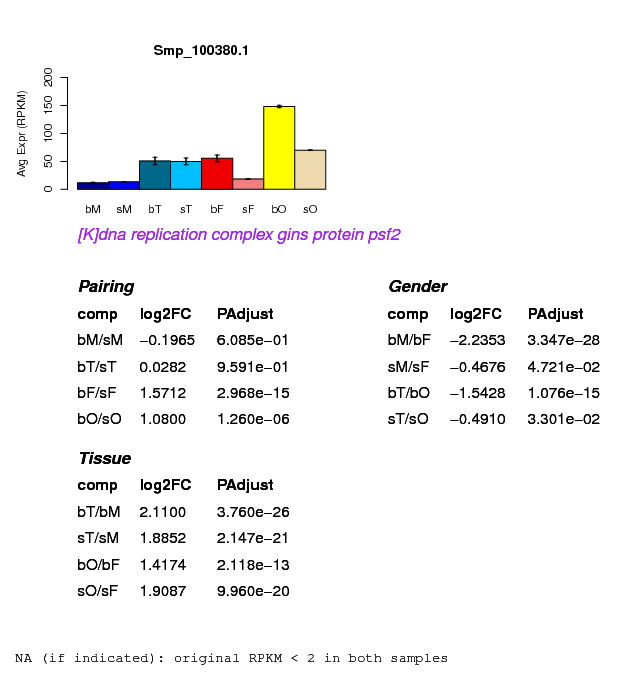 Smp_100380.1
Avg Expr (RPKM)
200
150
100
50
0
bM sM bT sT bF sF bO sO
[K]dna replication complex gins protein psf2
Pairing
comp log2FC PAdjust
bM/sM −0.1965 6.085e−01
bT/sT 0.0282 9.591e−01
bF/sF 1.5712 2.968e−15
bO/sO 1.0800 1.260e−06
Gender
comp log2FC PAdjust
bM/bF −2.2353 3.347e−28
sM/sF −0.4676 4.721e−02
bT/bO −1.5428 1.076e−15
sT/sO −0.4910 3.301e−02
Tissue
comp log2FC PAdjust
bT/bM 2.1100 3.760e−26
sT/sM 1.8852 2.147e−21
bO/bF 1.4174 2.118e−13
sO/sF 1.9087 9.960e−20
NA (if indicated): original RPKM < 2 in both samples